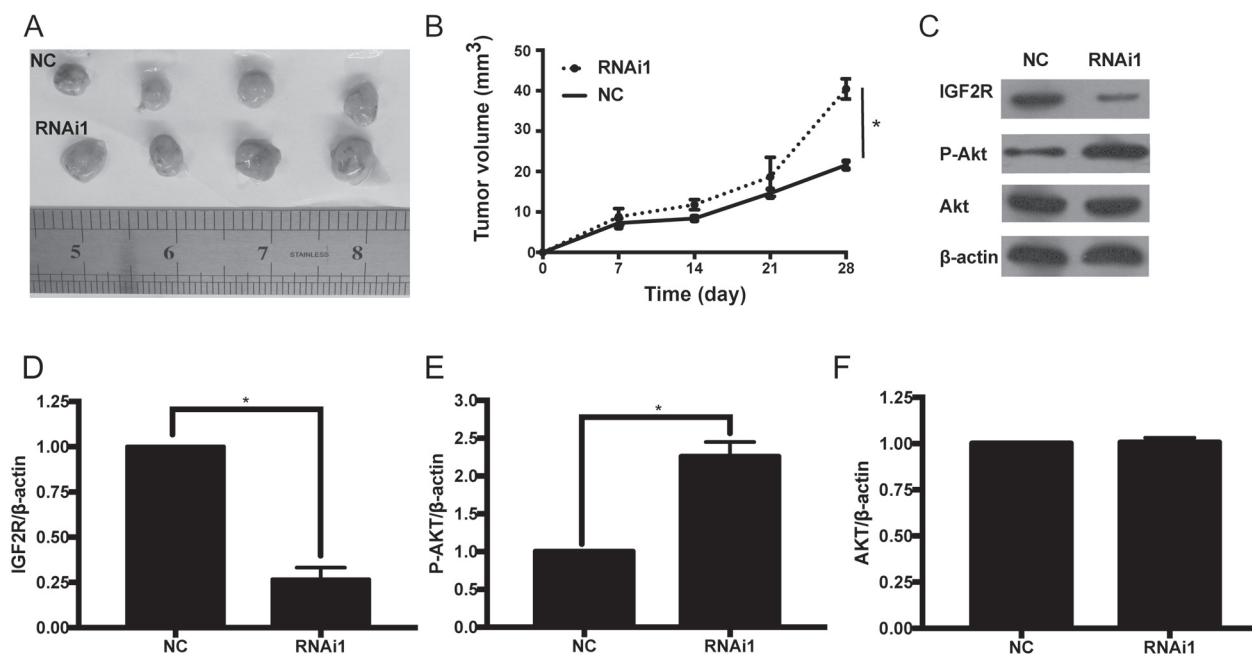 A
NC
RNAi1
5 6 7 8
STAINLESS
B
Tumor volume (mm³)
50
40
30
20
10
0
RNAi1
NC
*
0 7 14 21 28
Time (day)
C
NC RNAi1
IGF2R
P-Akt
Akt
β-actin
D
IGF2R/β-actin
1.25
1.00
0.75
0.50
0.25
0.00
*
NC RNAi1
E
P-AKT/β-actin
3.0
2.5
2.0
1.5
1.0
0.5
0.0
*
NC RNAi1
F
AKT/β-actin
1.25
1.00
0.75
0.50
0.25
0.00
NC RNAi1